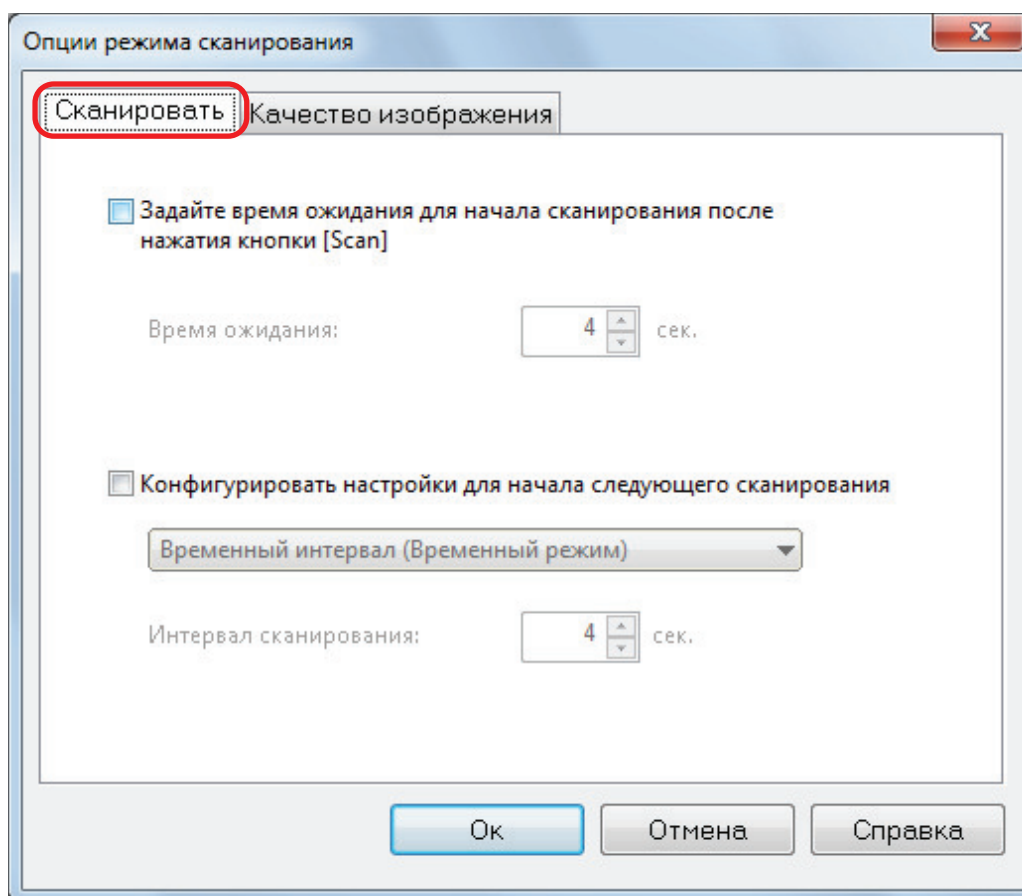 Опции режима сканирования
Сканировать
Качество изображения
Задайте время ожидания для начала сканирования после
нажатия кнопки [Scan]
Время ожидания: 4 сек.
Конфигурировать настройки для начала следующего сканирования
Временный интервал (Временный режим)
Интервал сканирования: 4 сек.
Ок Отмена Справка